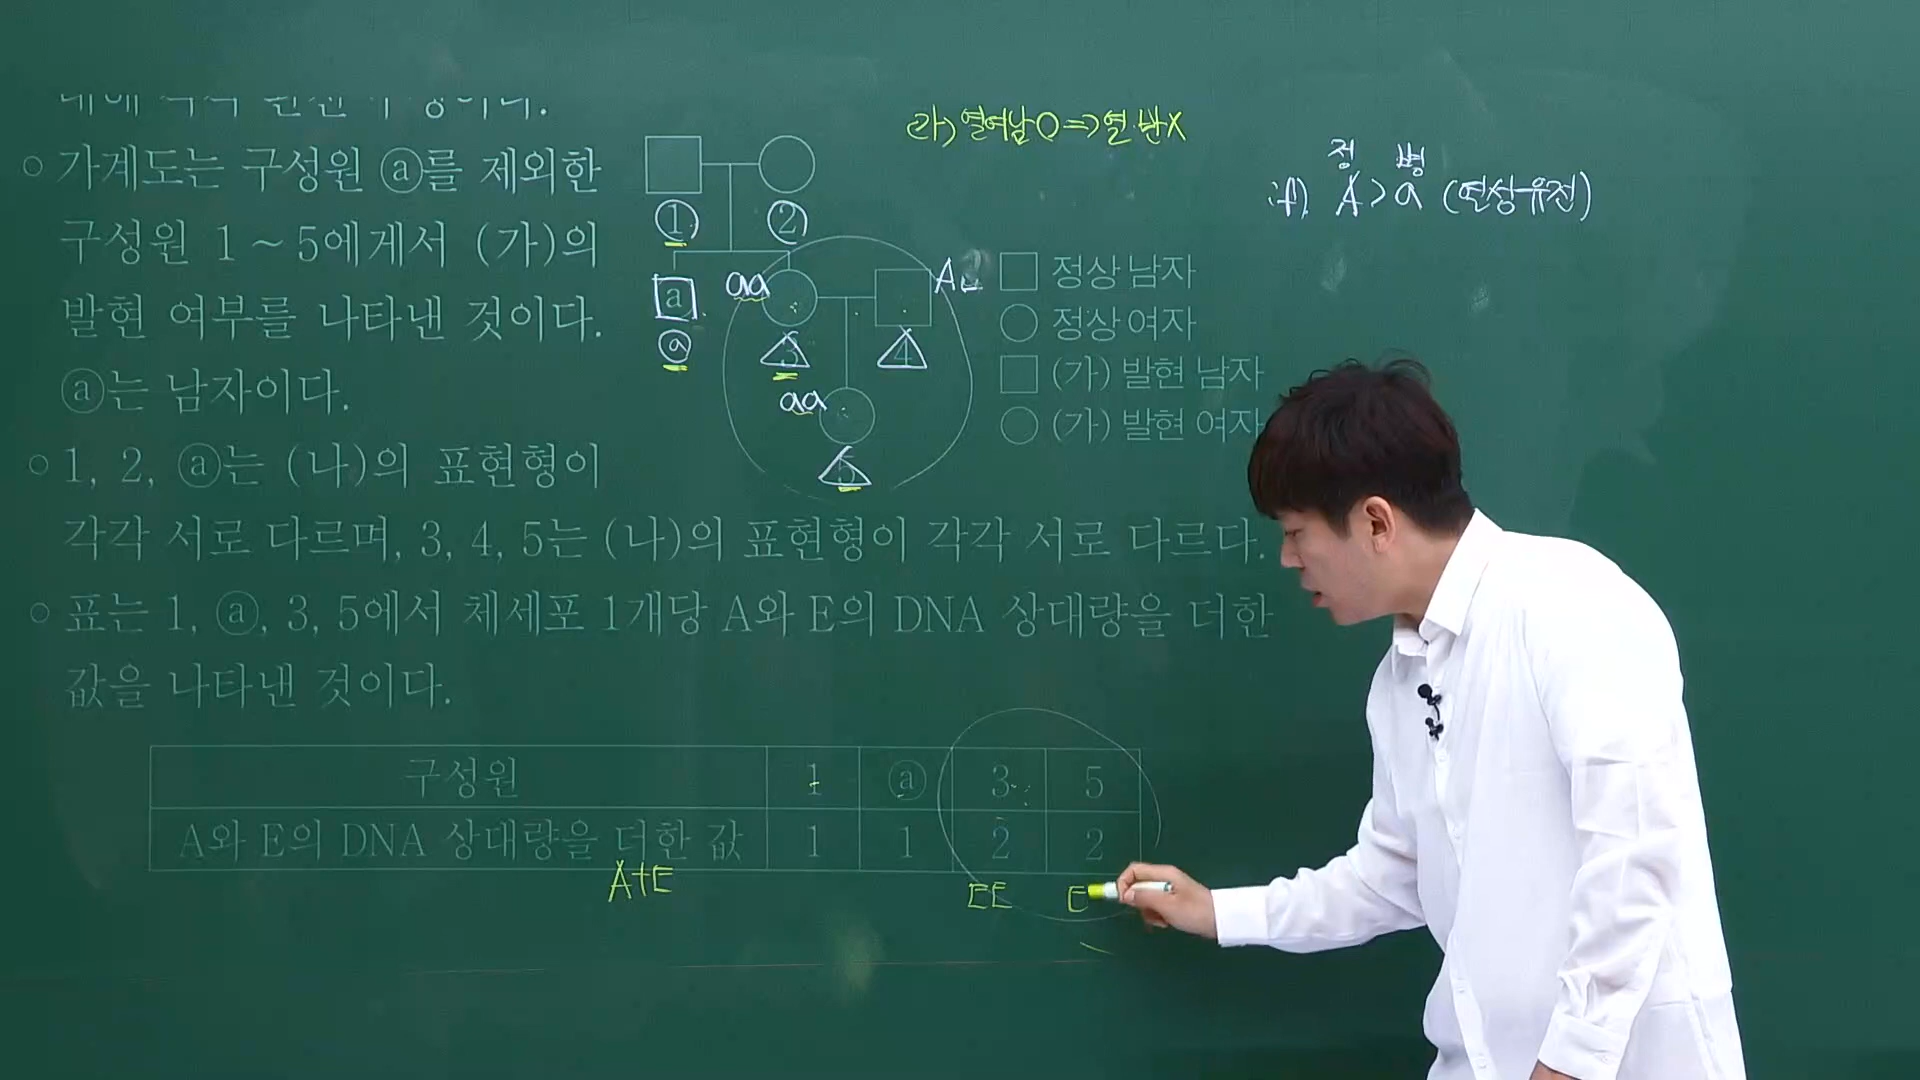 (가) 열여남O ⇒ 열.반X
정 병
if) A > a (열성유전)
가계도는 구성원 ⓐ를 제외한
구성원 1 ~ 5에게서 (가)의
발현 여부를 나타낸 것이다.
ⓐ는 남자이다.
1, 2, ⓐ는 (나)의 표현형이
각각 서로 다르며, 3, 4, 5는 (나)의 표현형이 각각 서로 다르다.
표는 1, ⓐ, 3, 5에서 체세포 1개당 A와 E의 DNA 상대량을 더한
값을 나타낸 것이다.
1 2
a aa A
ⓐ 3 4
aa
5
정상 남자
정상 여자
(가) 발현 남자
(가) 발현 여자
구성원 1 ⓐ 3 5
A와 E의 DNA 상대량을 더한 값 1 1 2 2
A+E EE E